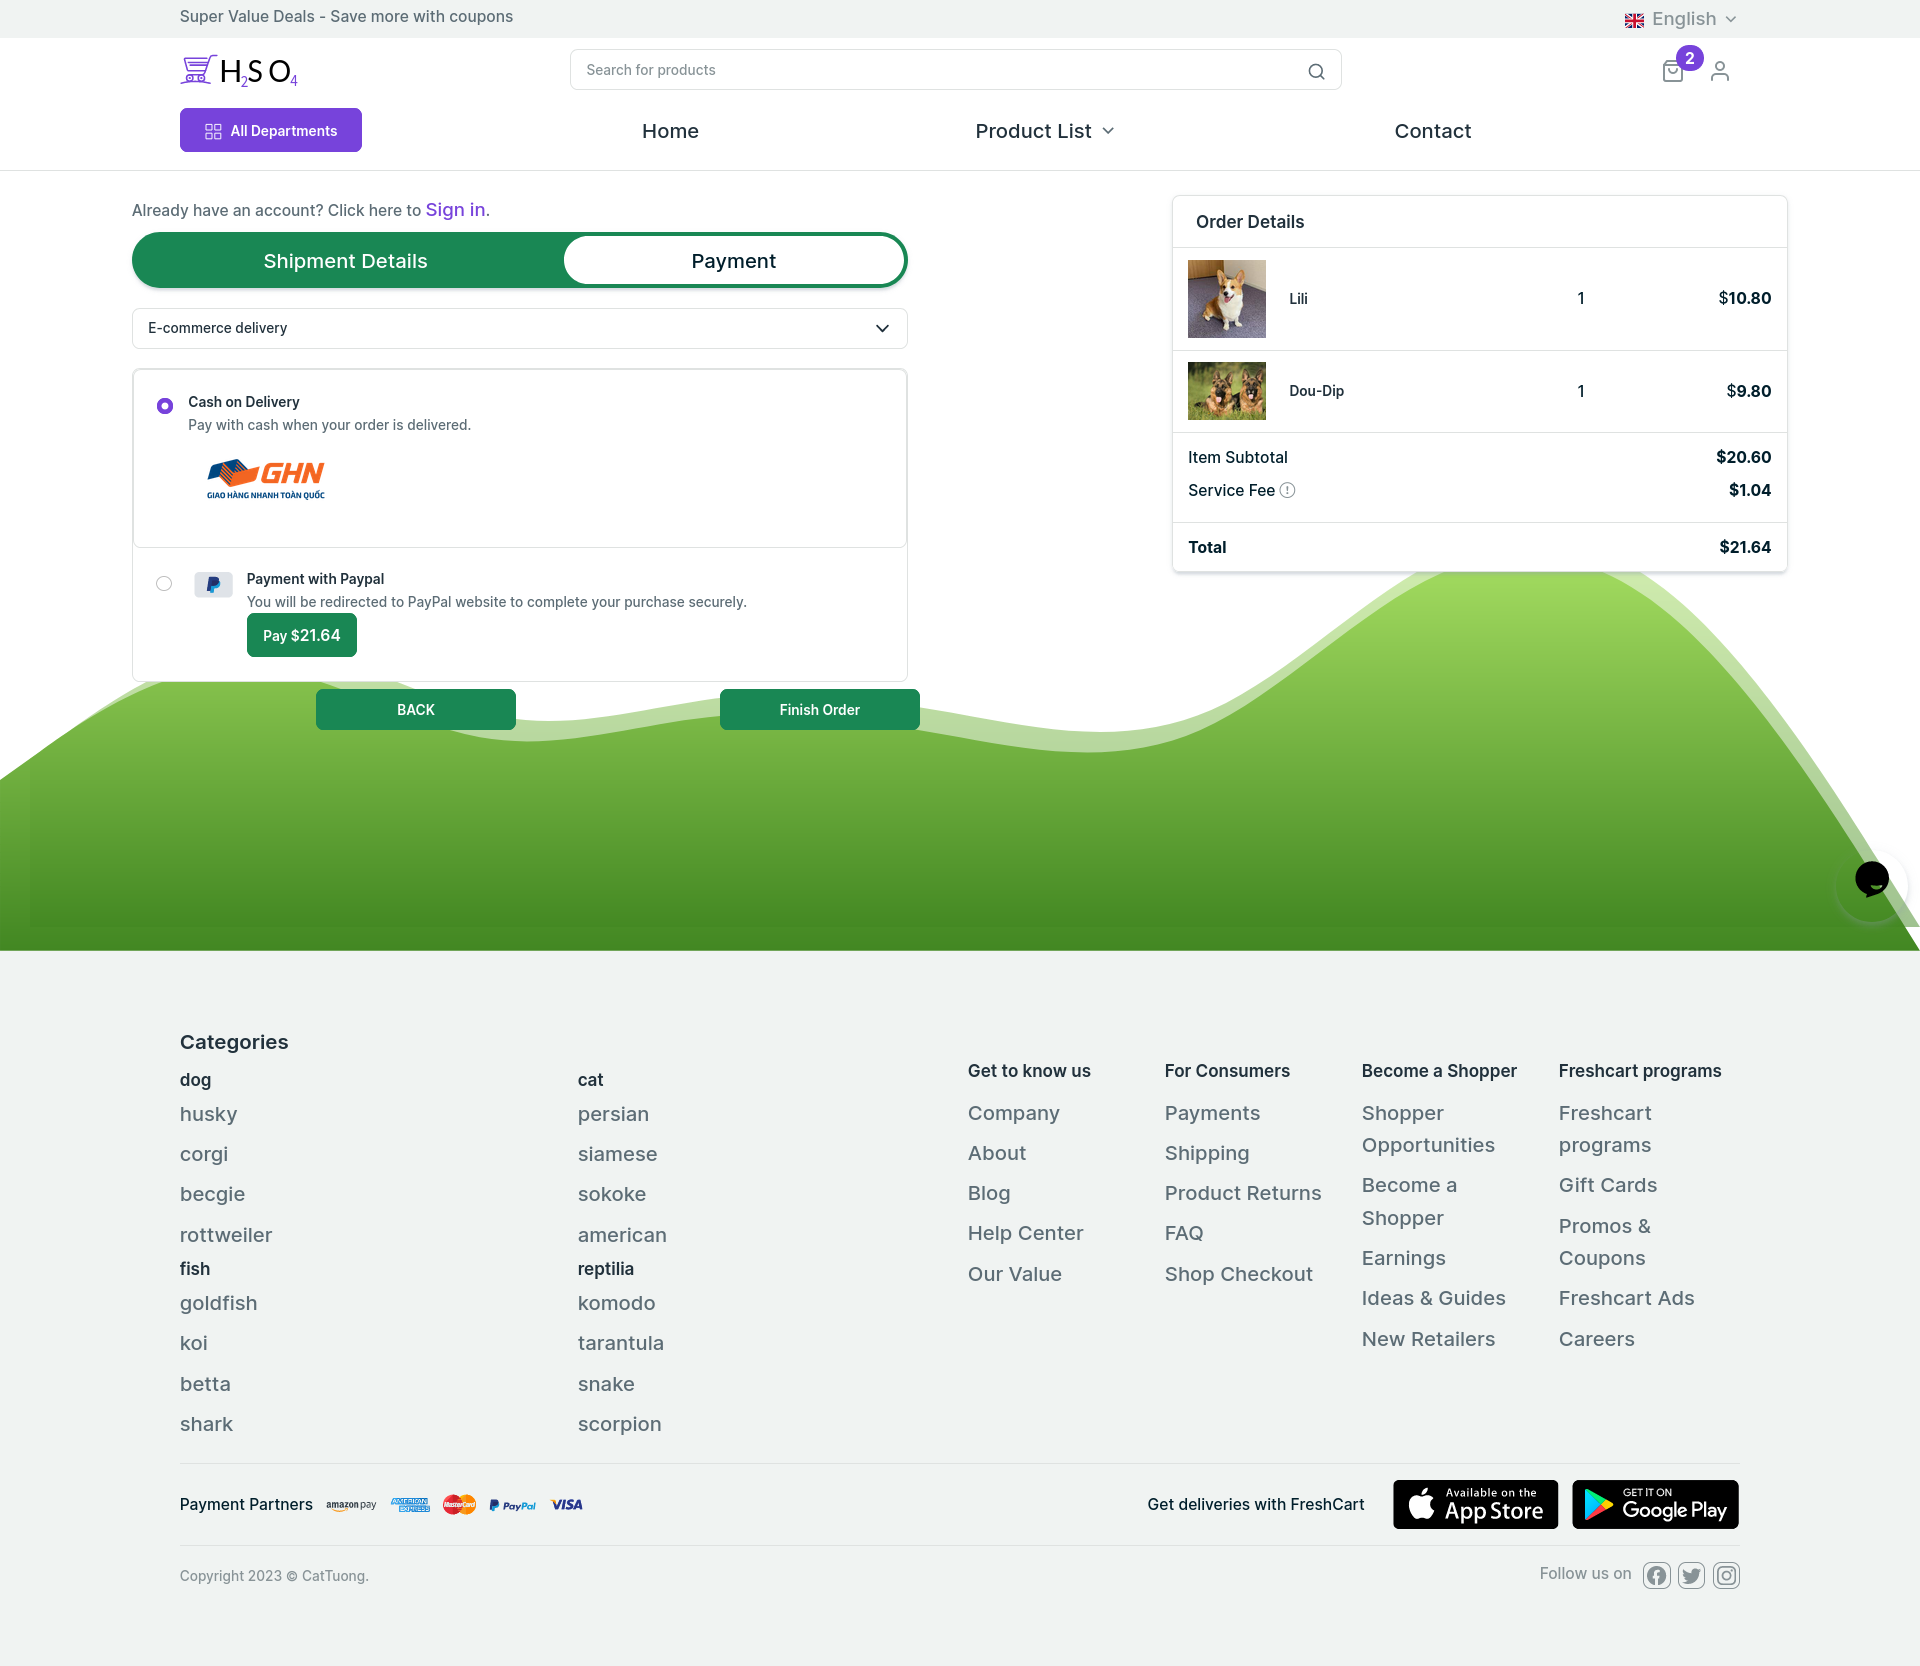 Super Value Deals - Save more with coupons
English
H2SO4
Search for products
2
All Departments
Home
Product List
Contact
Already have an account? Click here to Sign in.
Shipment Details
Payment
E-commerce delivery
Cash on Delivery
Pay with cash when your order is delivered.
GHN
GIAO HÀNG NHANH TOÀN QUỐC
Payment with Paypal
You will be redirected to PayPal website to complete your purchase securely.
Pay $21.64
BACK
Finish Order
Order Details
Lili 1 $10.80
Dou-Dip 1 $9.80
Item Subtotal $20.60
Service Fee $1.04
Total $21.64
Categories
dog
husky
corgi
becgie
rottweiler
cat
persian
siamese
sokoke
american
fish
goldfish
koi
betta
shark
reptilia
komodo
tarantula
snake
scorpion
Get to know us
Company
About
Blog
Help Center
Our Value
For Consumers
Payments
Shipping
Product Returns
FAQ
Shop Checkout
Become a Shopper
Shopper
Opportunities
Become a
Shopper
Earnings
Ideas & Guides
New Retailers
Freshcart programs
Freshcart
programs
Gift Cards
Promos &
Coupons
Freshcart Ads
Careers
Payment Partners
amazon pay
AMERICAN
EXPRESS
MasterCard
PayPal
VISA
Get deliveries with FreshCart
Available on the
App Store
GET IT ON
Google Play
Copyright 2023 © CatTuong.
Follow us on